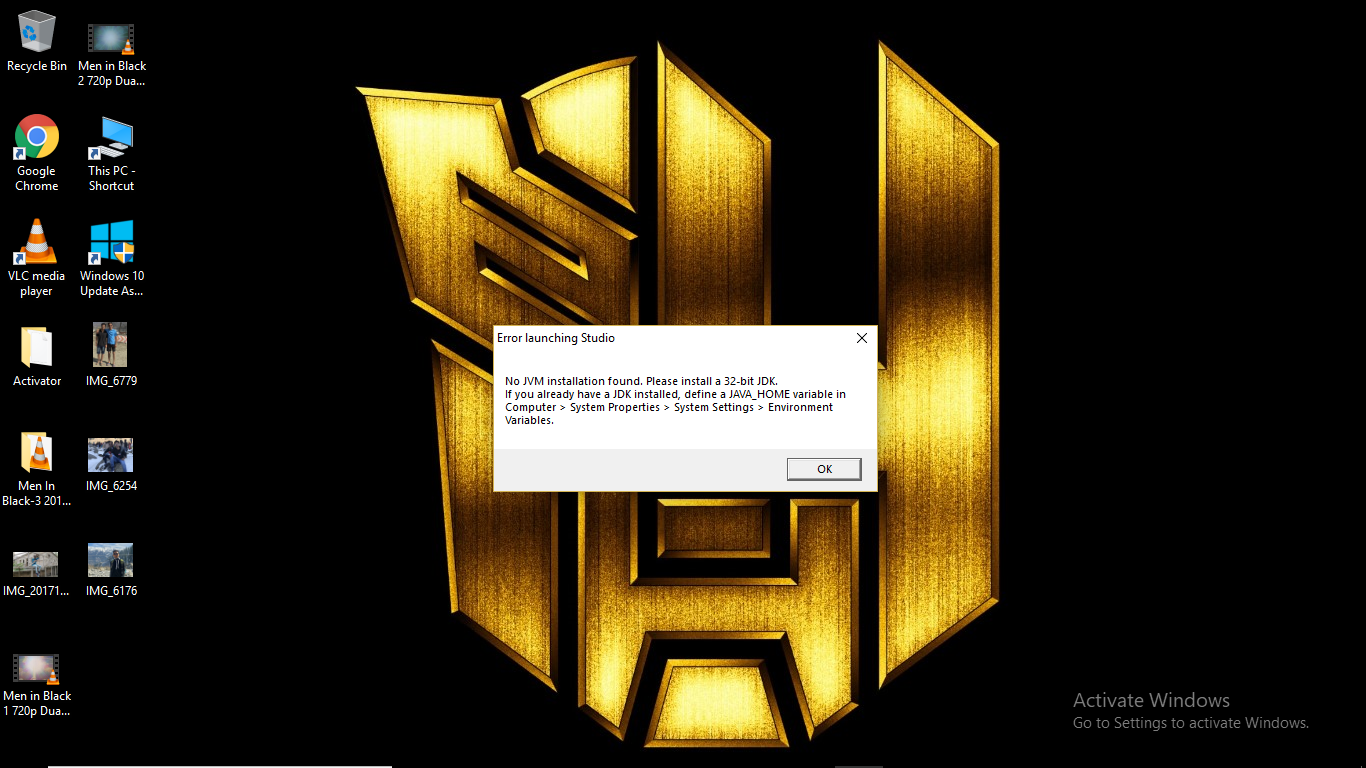 Recycle Bin
Men in Black
2 720p Dua...
Google
Chrome
This PC -
Shortcut
VLC media
player
Windows 10
Update As...
Activator
IMG_6779
Men In
Black-3 201...
IMG_6254
IMG_20171...
IMG_6176
Men in Black
1 720p Dua...
Error launching Studio
No JVM installation found. Please install a 32-bit JDK.
If you already have a JDK installed, define a JAVA_HOME variable in
Computer > System Properties > System Settings > Environment
Variables.
OK
Activate Windows
Go to Settings to activate Windows.